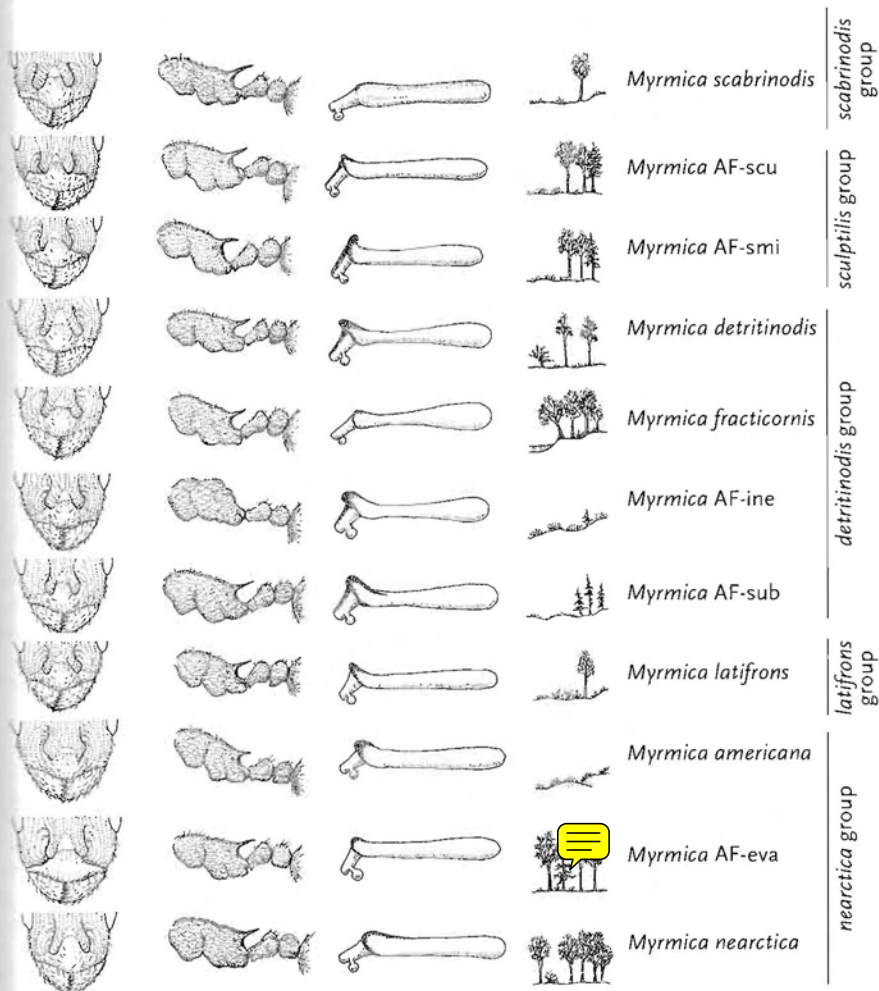 Myrmica scabrinodis
scabrinodis
group
Myrmica AF-scu
Myrmica AF-smi
sculptilis group
Myrmica detritinodis
Myrmica fracticornis
Myrmica AF-ine
Myrmica AF-sub
detritinodis group
Myrmica latifrons
latifrons
group
Myrmica americana
Myrmica AF-eva
Myrmica nearctica
nearctica group